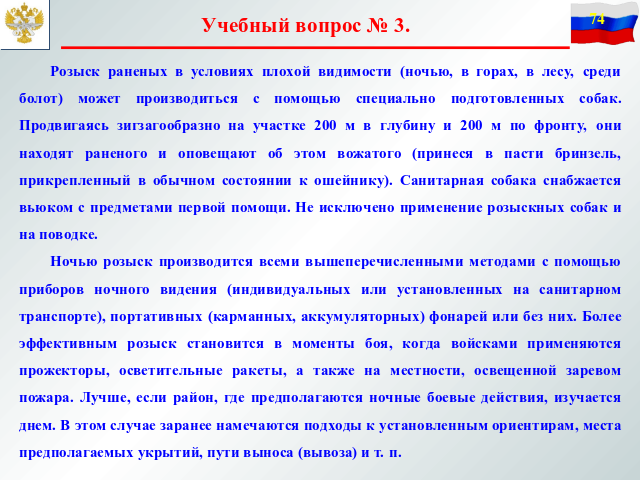 Учебный вопрос № 3.
74
Розыск раненых в условиях плохой видимости (ночью, в горах, в лесу, среди
болот) может производиться с помощью специально подготовленных собак.
Продвигаясь зигзагообразно на участке 200 м в глубину и 200 м по фронту, они
находят раненого и оповещают об этом вожатого (принеся в пасти бринзель,
прикрепленный в обычном состоянии к ошейнику). Санитарная собака снабжается
вьюком с предметами первой помощи. Не исключено применение розыскных собак и
на поводке.
Ночью розыск производится всеми вышеперечисленными методами с помощью
приборов ночного видения (индивидуальных или установленных на санитарном
транспорте), портативных (карманных, аккумуляторных) фонарей или без них. Более
эффективным розыск становится в моменты боя, когда войсками применяются
прожекторы, осветительные ракеты, а также на местности, освещенной заревом
пожара. Лучше, если район, где предполагаются ночные боевые действия, изучается
днем. В этом случае заранее намечаются подходы к установленным ориентирам, места
предполагаемых укрытий, пути выноса (вывоза) и т. п.